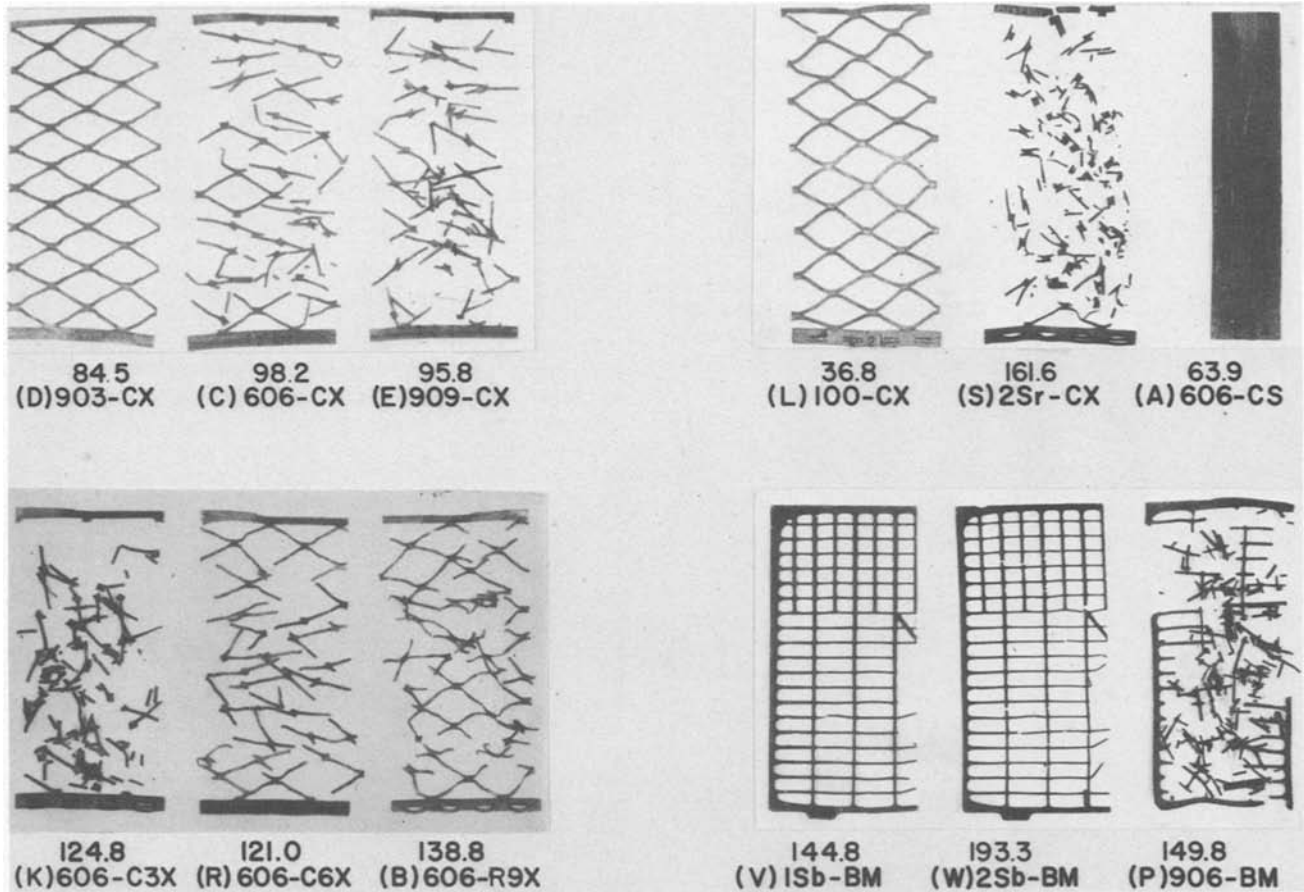 84.5 98.2 95.8
(D)903-CX (C)606-CX (E)909-CX
36.8 161.6 63.9
(L)100-CX (S)2Sr-CX (A)606-CS
124.8 121.0 138.8
(K)606-C3X (R)606-C6X (B)606-R9X
144.8 193.3 149.8
(V)1Sb-BM (W)2Sb-BM (P)906-BM